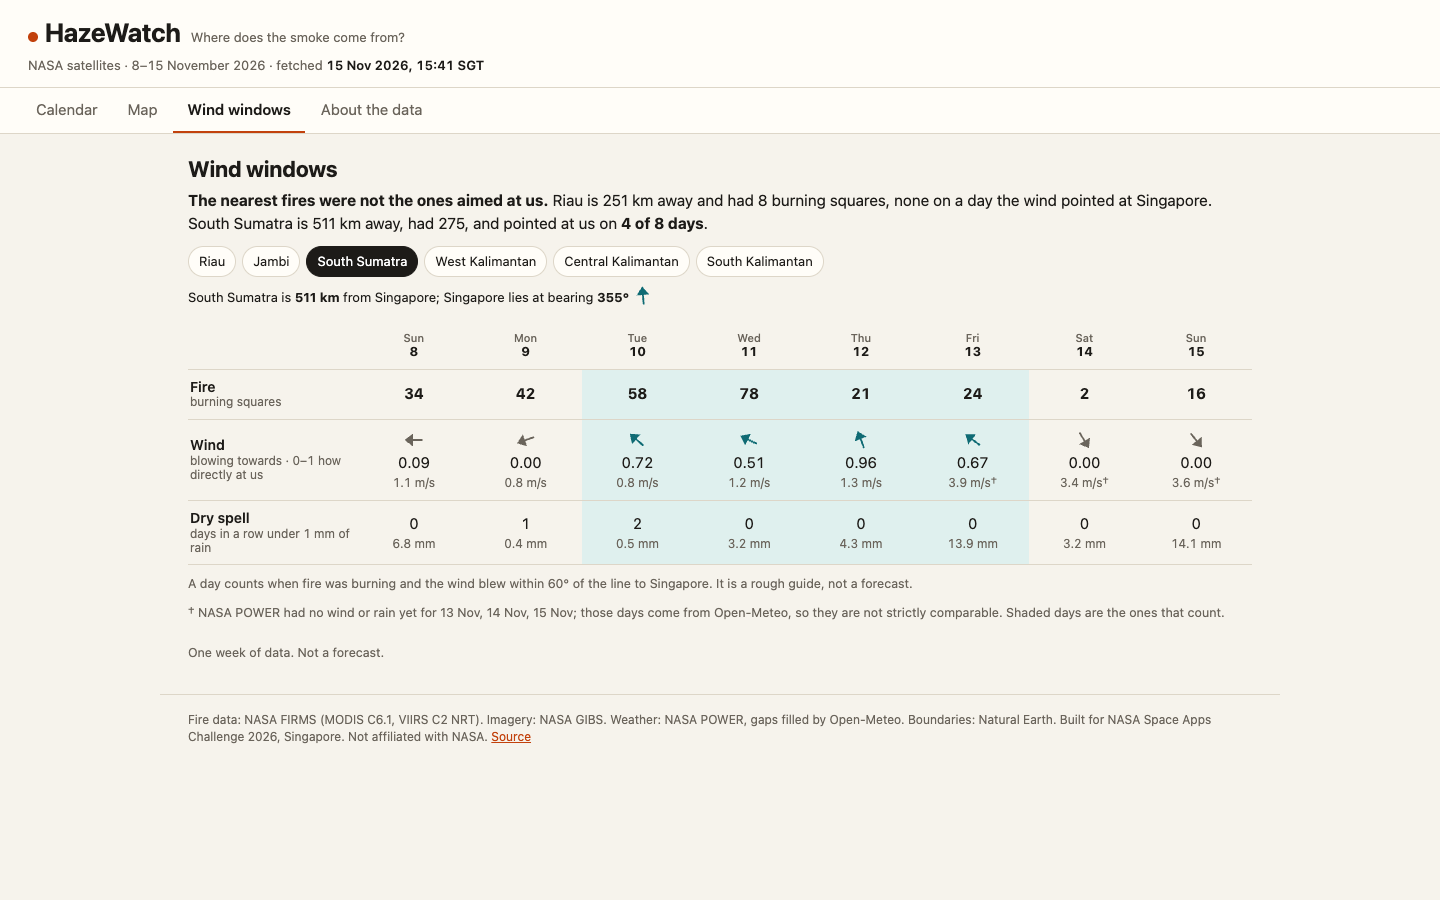 HazeWatch Where does the smoke come from?
NASA satellites · 8–15 November 2026 · fetched 15 Nov 2026, 15:41 SGT
Calendar Map Wind windows About the data
Wind windows
The nearest fires were not the ones aimed at us. Riau is 251 km away and had 8 burning squares, none on a day the wind pointed at Singapore.
South Sumatra is 511 km away, had 275, and pointed at us on 4 of 8 days.
Riau Jambi South Sumatra West Kalimantan Central Kalimantan South Kalimantan
South Sumatra is 511 km from Singapore; Singapore lies at bearing 355°
Sun Mon Tue Wed Thu Fri Sat Sun
8 9 10 11 12 13 14 15
Fire
burning squares
34 42 58 78 21 24 2 16
Wind
blowing towards · 0–1 how
directly at us
0.09 0.00 0.72 0.51 0.96 0.67 0.00 0.00
1.1 m/s 0.8 m/s 0.8 m/s 1.2 m/s 1.3 m/s 3.9 m/s† 3.4 m/s† 3.6 m/s†
Dry spell
days in a row under 1 mm of
rain
0 1 2 0 0 0 0 0
6.8 mm 0.4 mm 0.5 mm 3.2 mm 4.3 mm 13.9 mm 3.2 mm 14.1 mm
A day counts when fire was burning and the wind blew within 60° of the line to Singapore. It is a rough guide, not a forecast.
† NASA POWER had no wind or rain yet for 13 Nov, 14 Nov, 15 Nov; those days come from Open-Meteo, so they are not strictly comparable. Shaded days are the ones that count.
One week of data. Not a forecast.
Fire data: NASA FIRMS (MODIS C6.1, VIIRS C2 NRT). Imagery: NASA GIBS. Weather: NASA POWER, gaps filled by Open-Meteo. Boundaries: Natural Earth. Built for NASA Space Apps
Challenge 2026, Singapore. Not affiliated with NASA. Source